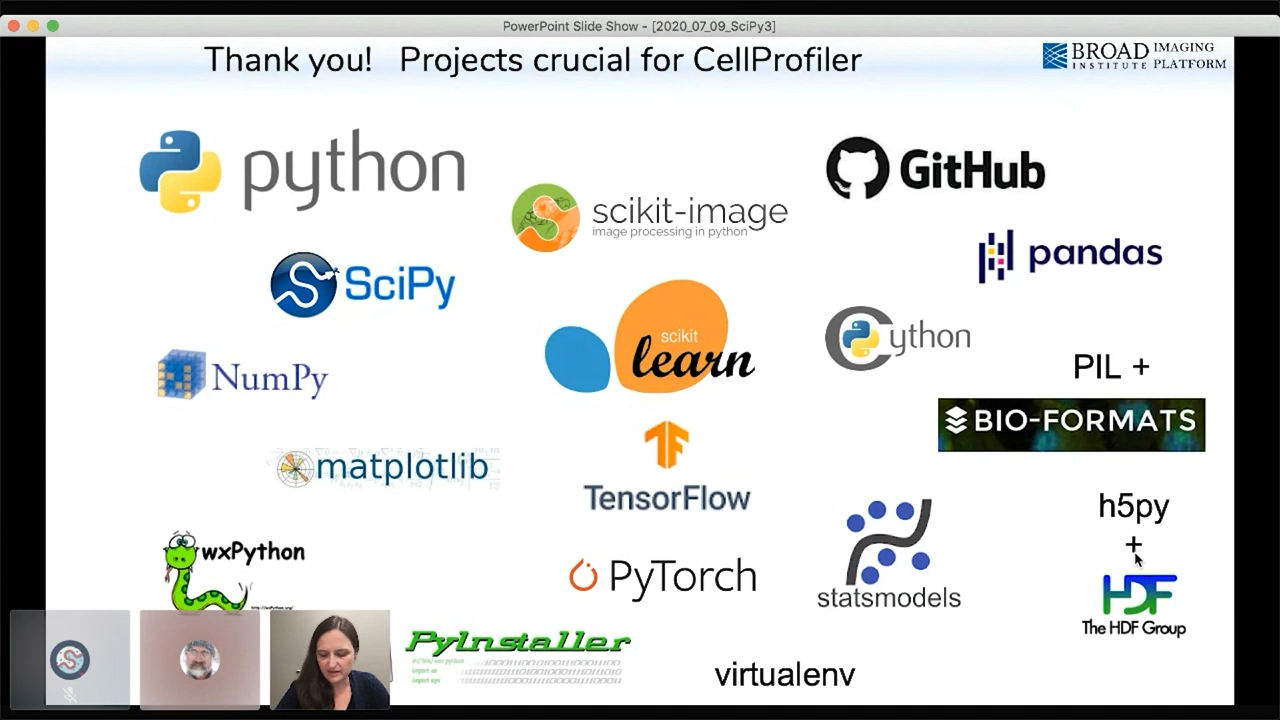 PowerPoint Slide Show - [2020_07_09_SciPy3]
Thank you! Projects crucial for CellProfiler
BROAD INSTITUTE
IMAGING PLATFORM
python
GitHub
scikit-image
image processing in python
pandas
SciPy
scikit
learn
Cython
NumPy
PIL +
BIO-FORMATS
matplotlib
TensorFlow
h5py
+
HDF
The HDF Group
wxPython
PyTorch
statsmodels
PyInstaller
virtualenv